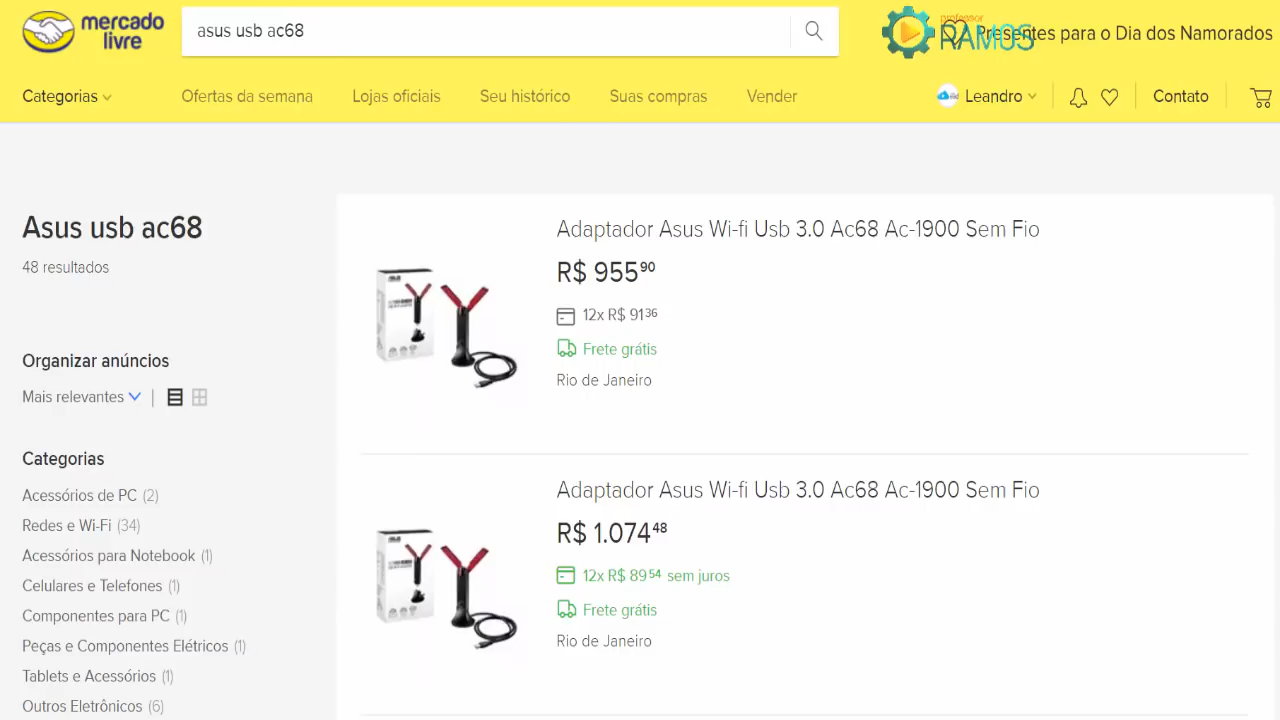 mercado
livre
asus usb ac68
professor
RAMOS
Presentes para o Dia dos Namorados
Categorias
Ofertas da semana
Lojas oficiais
Seu histórico
Suas compras
Vender
Leandro
Contato
Asus usb ac68
48 resultados
Organizar anúncios
Mais relevantes
Categorias
Acessórios de PC (2)
Redes e Wi-Fi (34)
Acessórios para Notebook (1)
Celulares e Telefones (1)
Componentes para PC (1)
Peças e Componentes Elétricos (1)
Tablets e Acessórios (1)
Outros Eletrônicos (6)
Adaptador Asus Wi-fi Usb 3.0 Ac68 Ac-1900 Sem Fio
R$ 955 90
12x R$ 91 36
Frete grátis
Rio de Janeiro
Adaptador Asus Wi-fi Usb 3.0 Ac68 Ac-1900 Sem Fio
R$ 1.074 48
12x R$ 89 54 sem juros
Frete grátis
Rio de Janeiro